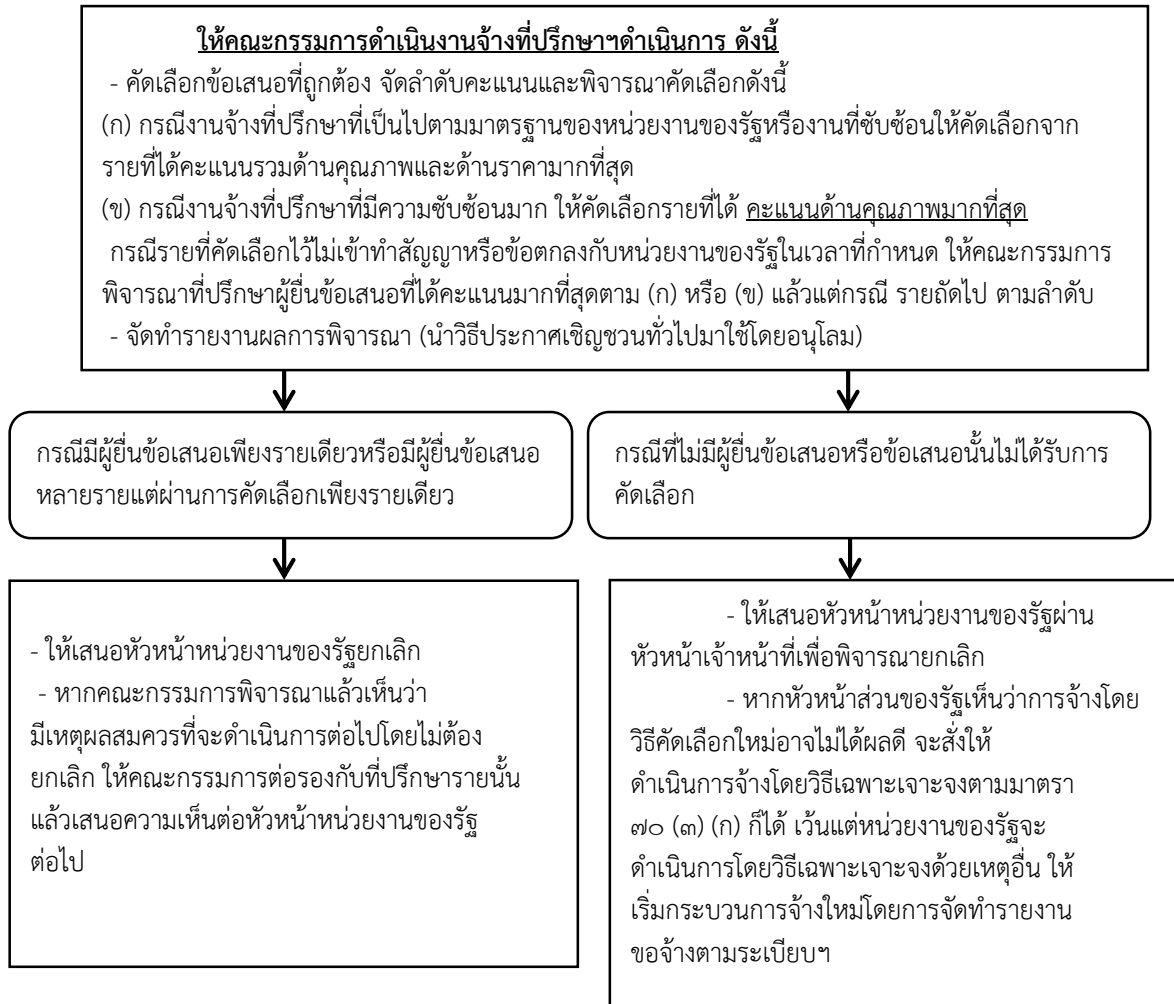 ให้คณะกรรมการดำเนินงานจ้างที่ปรึกษาฯดำเนินการ ดังนี้
- คัดเลือกข้อเสนอที่ถูกต้อง จัดลำดับคะแนนและพิจารณาคัดเลือกดังนี้
(ก) กรณีงานจ้างที่ปรึกษาที่เป็นไปตามมาตรฐานของหน่วยงานของรัฐหรืองานที่ซับซ้อนให้คัดเลือกจาก
รายที่ได้คะแนนรวมด้านคุณภาพและด้านราคามากที่สุด
(ข) กรณีงานจ้างที่ปรึกษาที่มีความซับซ้อนมาก ให้คัดเลือกรายที่ได้ คะแนนด้านคุณภาพมากที่สุด
กรณีรายที่คัดเลือกไว้ไม่เข้าทำสัญญาหรือข้อตกลงกับหน่วยงานของรัฐในเวลาที่กำหนด ให้คณะกรรมการ
พิจารณาที่ปรึกษาผู้ยื่นข้อเสนอที่ได้คะแนนมากที่สุดตาม (ก) หรือ (ข) แล้วแต่กรณี รายถัดไป ตามลำดับ
- จัดทำรายงานผลการพิจารณา (นำวิธีประกาศเชิญชวนทั่วไปมาใช้โดยอนุโลม)
กรณีมีผู้ยื่นข้อเสนอเพียงรายเดียวหรือมีผู้ยื่นข้อเสนอ
หลายรายแต่ผ่านการคัดเลือกเพียงรายเดียว
กรณีที่ไม่มีผู้ยื่นข้อเสนอหรือข้อเสนอนั้นไม่ได้รับการ
คัดเลือก
- ให้เสนอหัวหน้าหน่วยงานของรัฐยกเลิก
- หากคณะกรรมการพิจารณาแล้วเห็นว่า
มีเหตุผลสมควรที่จะดำเนินการต่อไปโดยไม่ต้อง
ยกเลิก ให้คณะกรรมการต่อรองกับที่ปรึกษารายนั้น
แล้วเสนอความเห็นต่อหัวหน้าหน่วยงานของรัฐ
ต่อไป
- ให้เสนอหัวหน้าหน่วยงานของรัฐผ่าน
หัวหน้าเจ้าหน้าที่เพื่อพิจารณายกเลิก
- หากหัวหน้าส่วนของรัฐเห็นว่าการจ้างโดย
วิธีคัดเลือกใหม่อาจไม่ได้ผลดี จะสั่งให้
ดำเนินการจ้างโดยวิธีเฉพาะเจาะจงตามมาตรา
๗๐ (๓) (ก) ก็ได้ เว้นแต่หน่วยงานของรัฐจะ
ดำเนินการโดยวิธีเฉพาะเจาะจงด้วยเหตุอื่น ให้
เริ่มกระบวนการจ้างใหม่โดยการจัดทำรายงาน
ขอจ้างตามระเบียบฯ